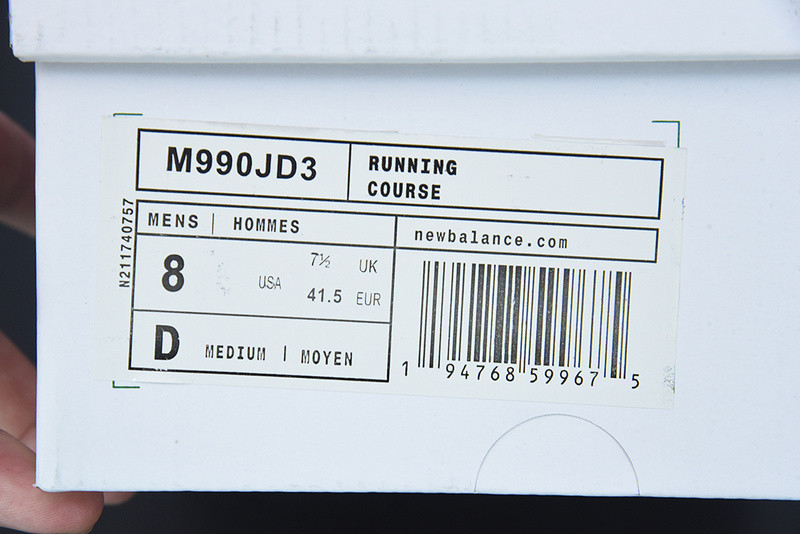 M990JD3
RUNNING
COURSE
N211740757
MENS | HOMMES
newbalance.com
8 USA
7½ UK
41.5 EUR
D MEDIUM | MOYEN
1 94768 59967 5